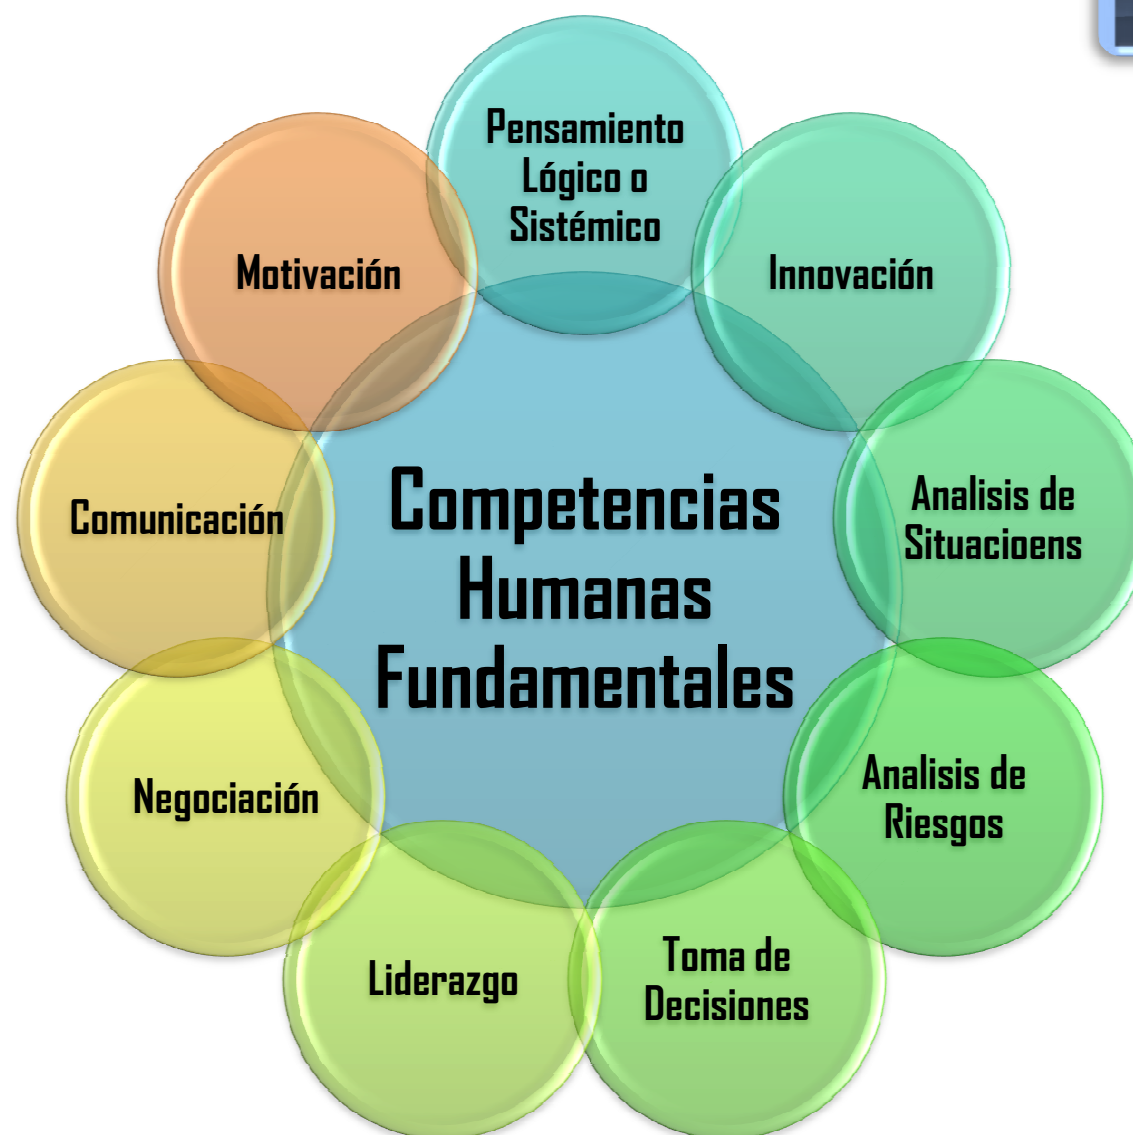 Pensamiento
Lógico o
Sistémico
Innovación
Analisis de
Situacioens
Analisis de
Riesgos
Toma de
Decisiones
Liderazgo
Negociación
Comunicación
Motivación
Competencias
Humanas
Fundamentales